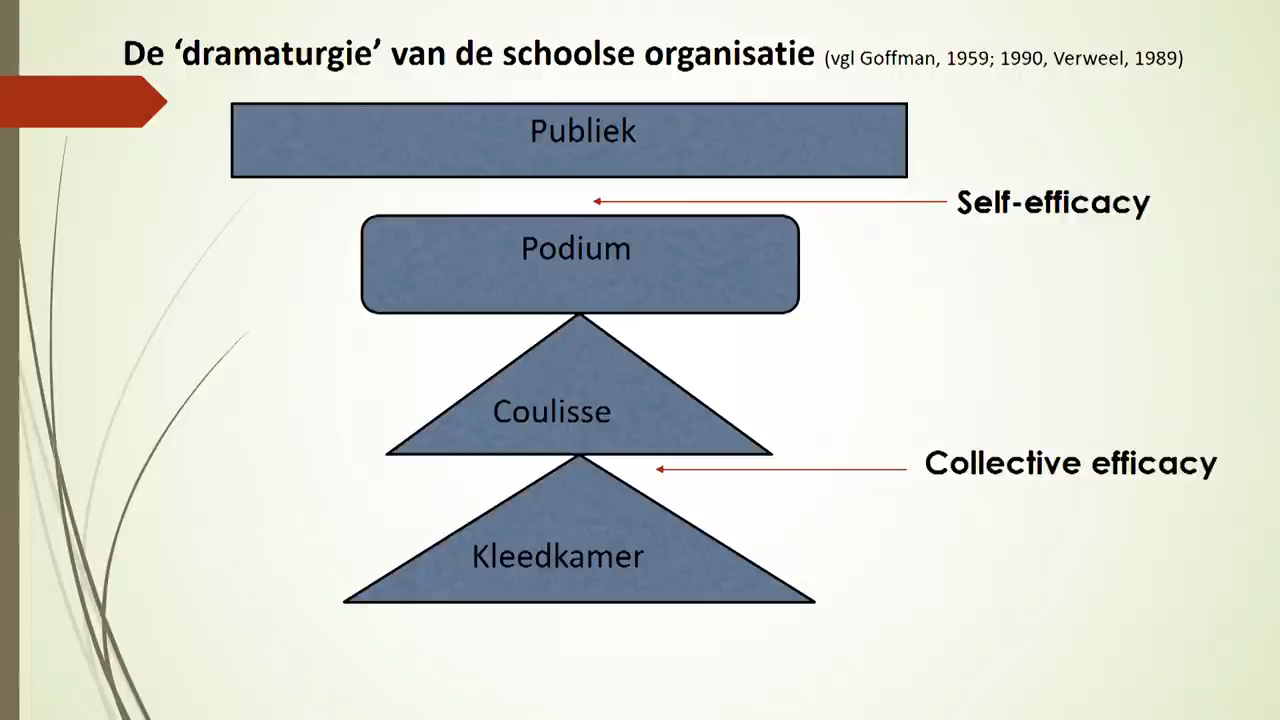 De ‘dramaturgie’ van de schoolse organisatie (vgl Goffman, 1959; 1990, Verweel, 1989)
Publiek
Self-efficacy
Podium
Coulisse
Collective efficacy
Kleedkamer